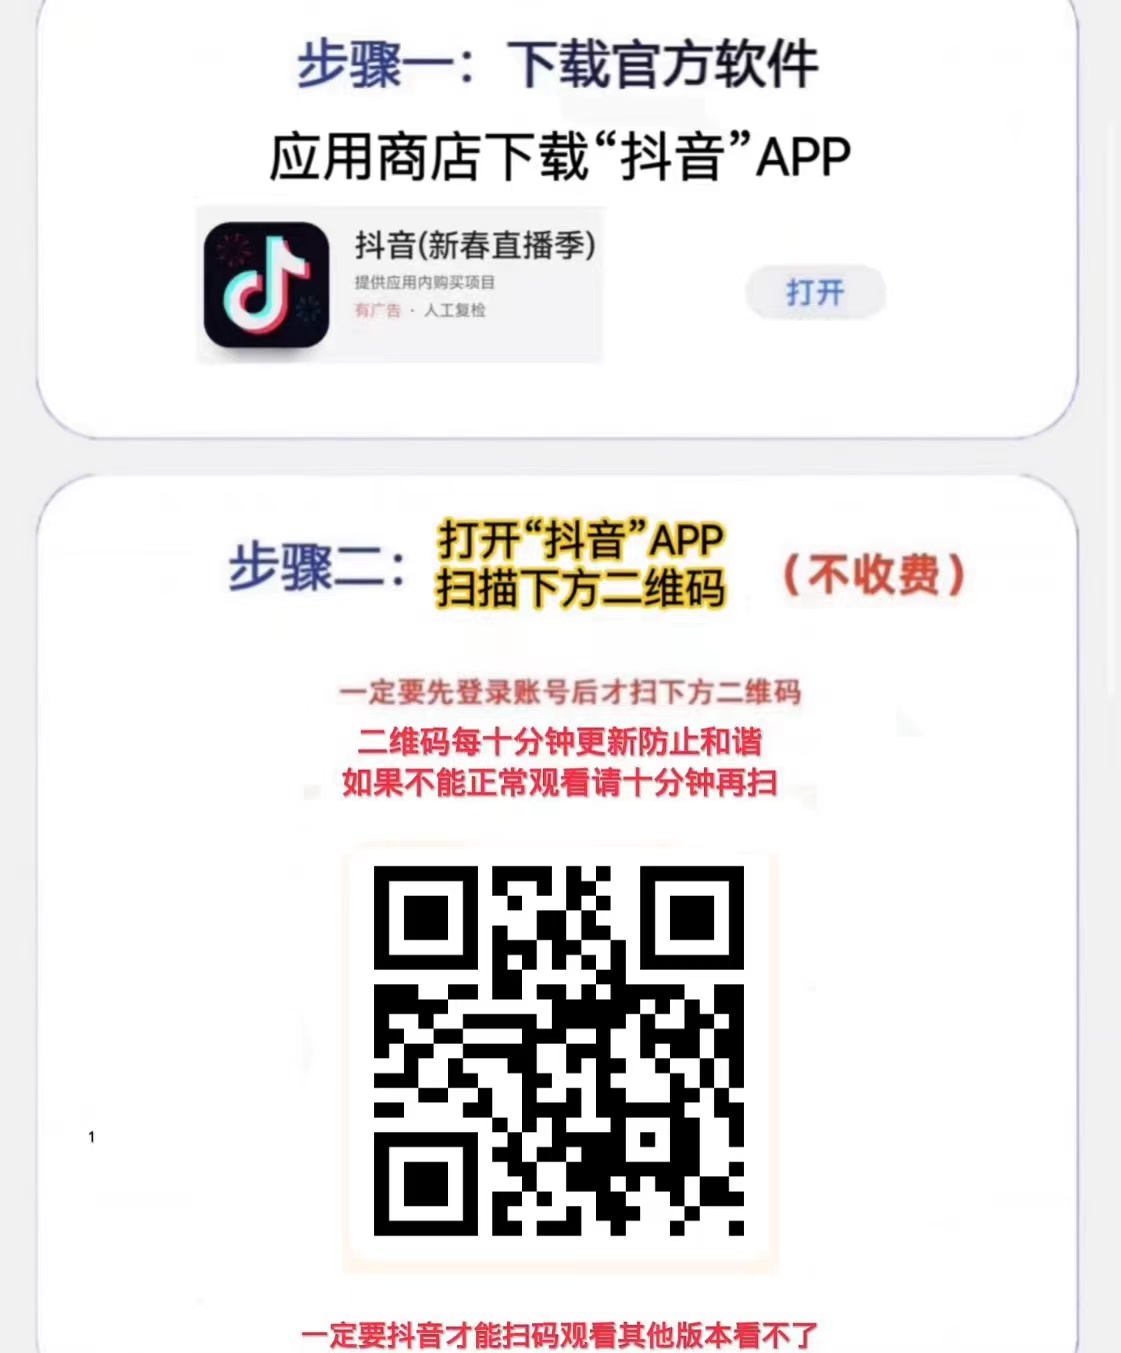 步骤一：下载官方软件
应用商店下载“抖音”APP
抖音(新春直播季)
提供应用内购买项目
有广告 · 人工复检
打开
步骤二：
打开“抖音”APP
扫描下方二维码
（不收费）
一定要先登录账号后才扫下方二维码
二维码每十分钟更新防止和谐
如果不能正常观看请十分钟再扫
1
一定要抖音才能扫码观看其他版本看不了